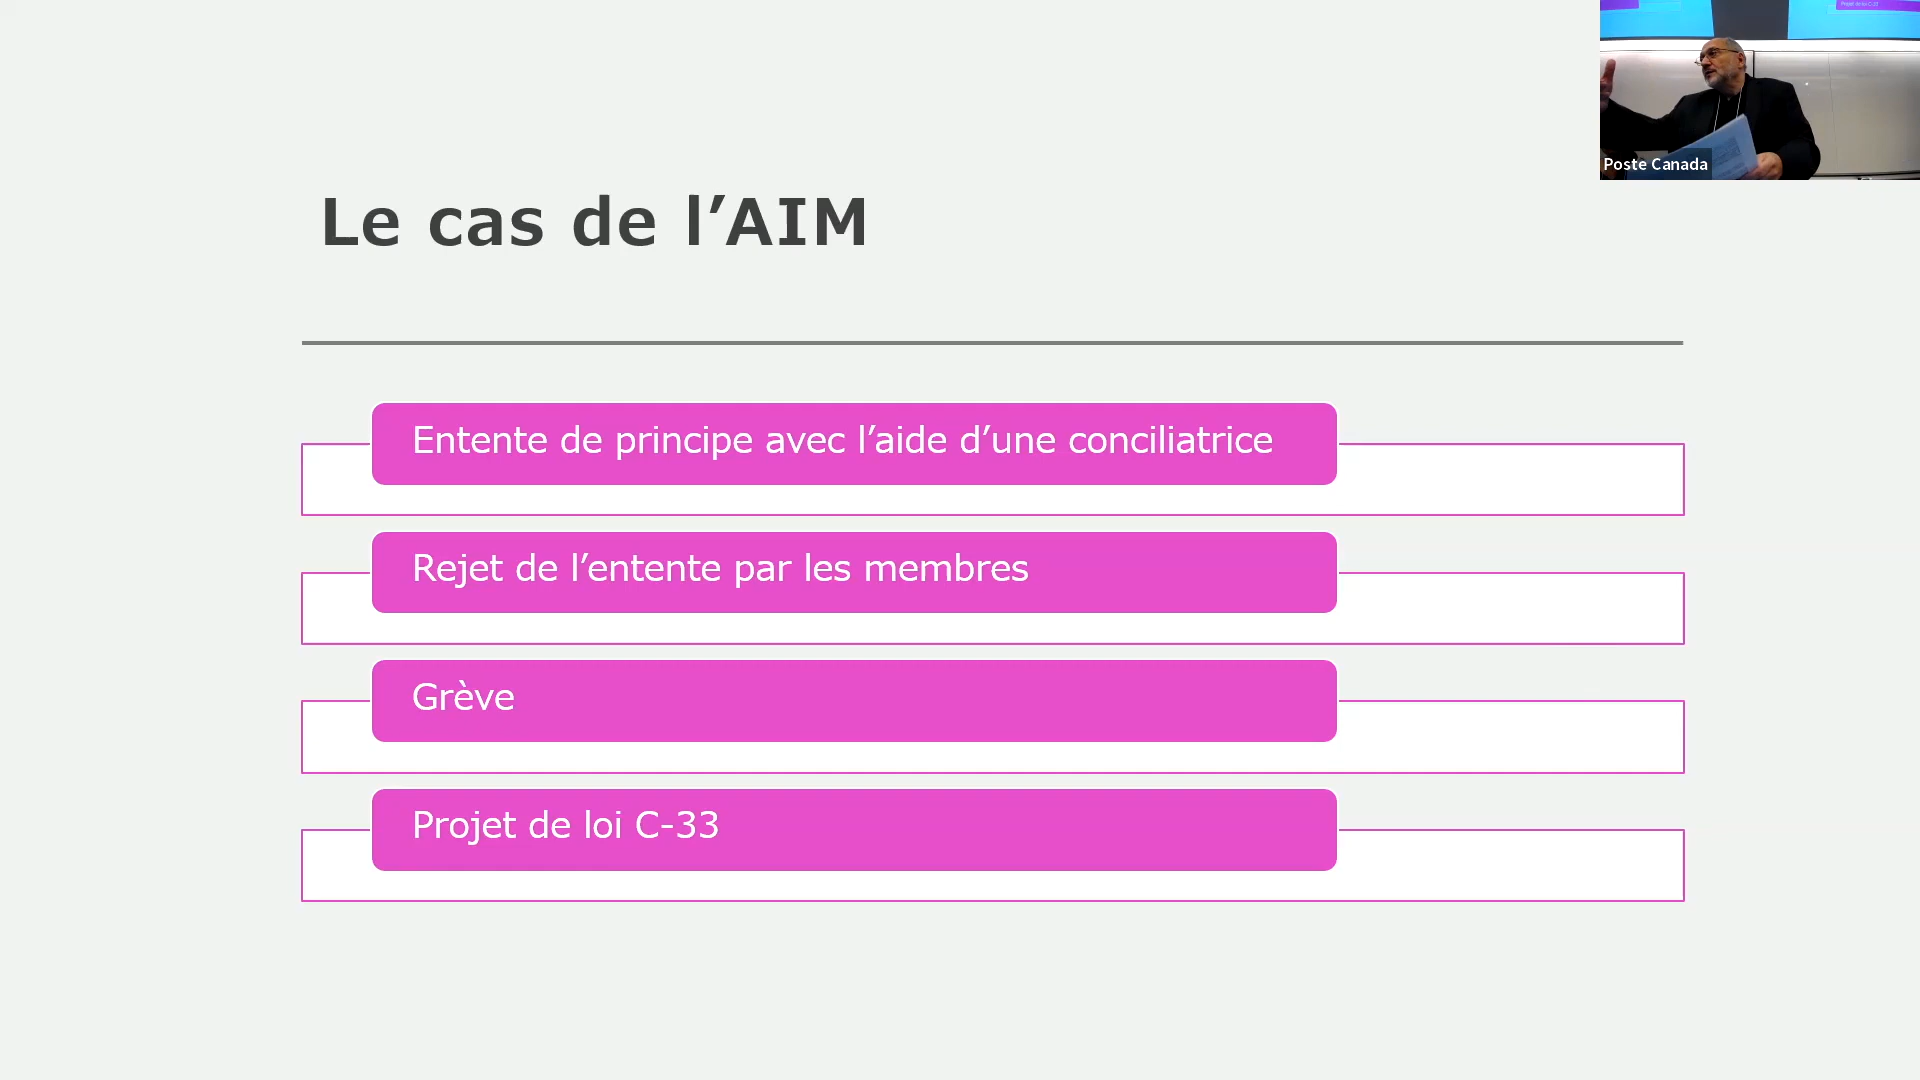 Le cas de l’AIM
Poste Canada
Entente de principe avec l’aide d’une conciliatrice
Rejet de l’entente par les membres
Grève
Projet de loi C-33